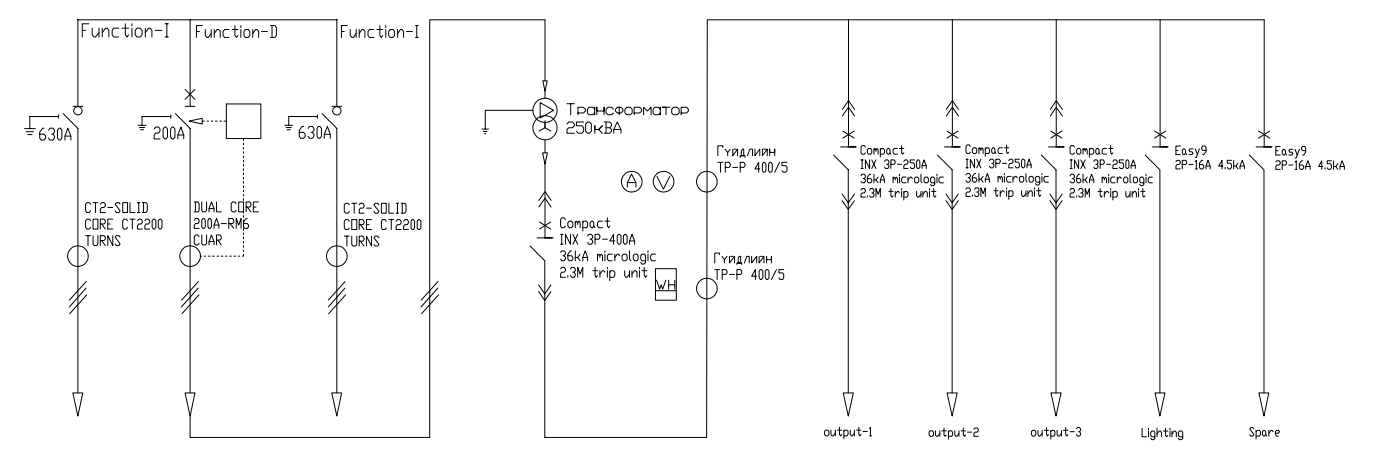 Function-I
Function-D
Function-I
630A
200A
630A
CT2-SOLID
CORE CT2200
TURNS
DUAL CORE
200A-RM6
CUAR
CT2-SOLID
CORE CT2200
TURNS
Трансформатор
250кВА
Compact
INX 3P-400A
36kA micrologic
2.3M trip unit
A
V
Гүйдлийн
ТР-Р 400/5
WH
Гүйдлийн
ТР-Р 400/5
Compact
INX 3P-250A
36kA micrologic
2.3M trip unit
Compact
INX 3P-250A
36kA micrologic
2.3M trip unit
Compact
INX 3P-250A
36kA micrologic
2.3M trip unit
Easy9
2P-16A 4.5kA
Easy9
2P-16A 4.5kA
output-1
output-2
output-3
Lighting
Spare